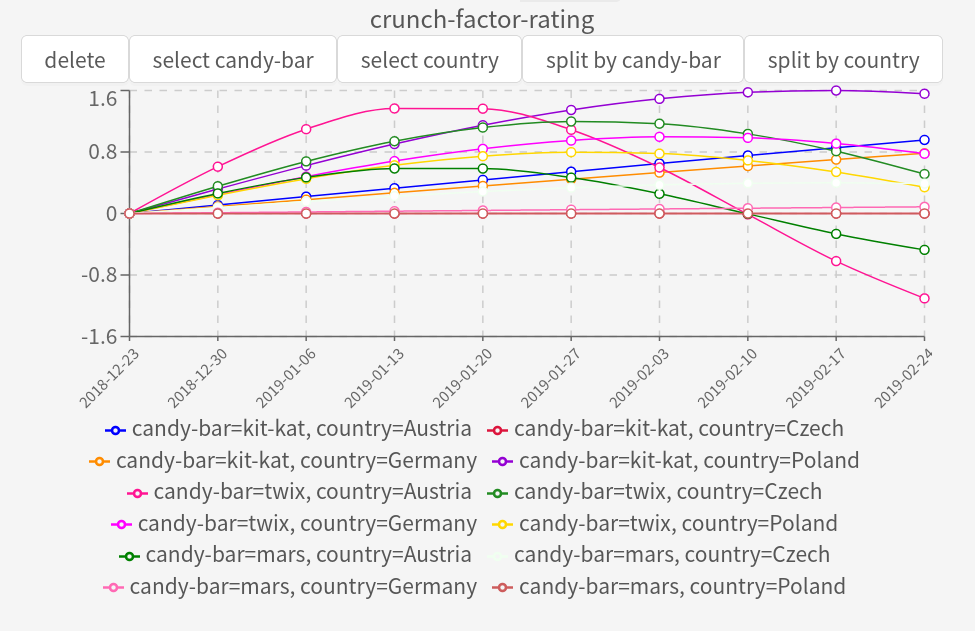 crunch-factor-rating
delete select candy-bar select country split by candy-bar split by country
1.6
0.8
0
-0.8
-1.6
2018-12-23 2018-12-30 2019-01-06 2019-01-13 2019-01-20 2019-01-27 2019-02-03 2019-02-10 2019-02-17 2019-02-24
candy-bar=kit-kat, country=Austria candy-bar=kit-kat, country=Czech
candy-bar=kit-kat, country=Germany candy-bar=kit-kat, country=Poland
candy-bar=twix, country=Austria candy-bar=twix, country=Czech
candy-bar=twix, country=Germany candy-bar=twix, country=Poland
candy-bar=mars, country=Austria candy-bar=mars, country=Czech
candy-bar=mars, country=Germany candy-bar=mars, country=Poland